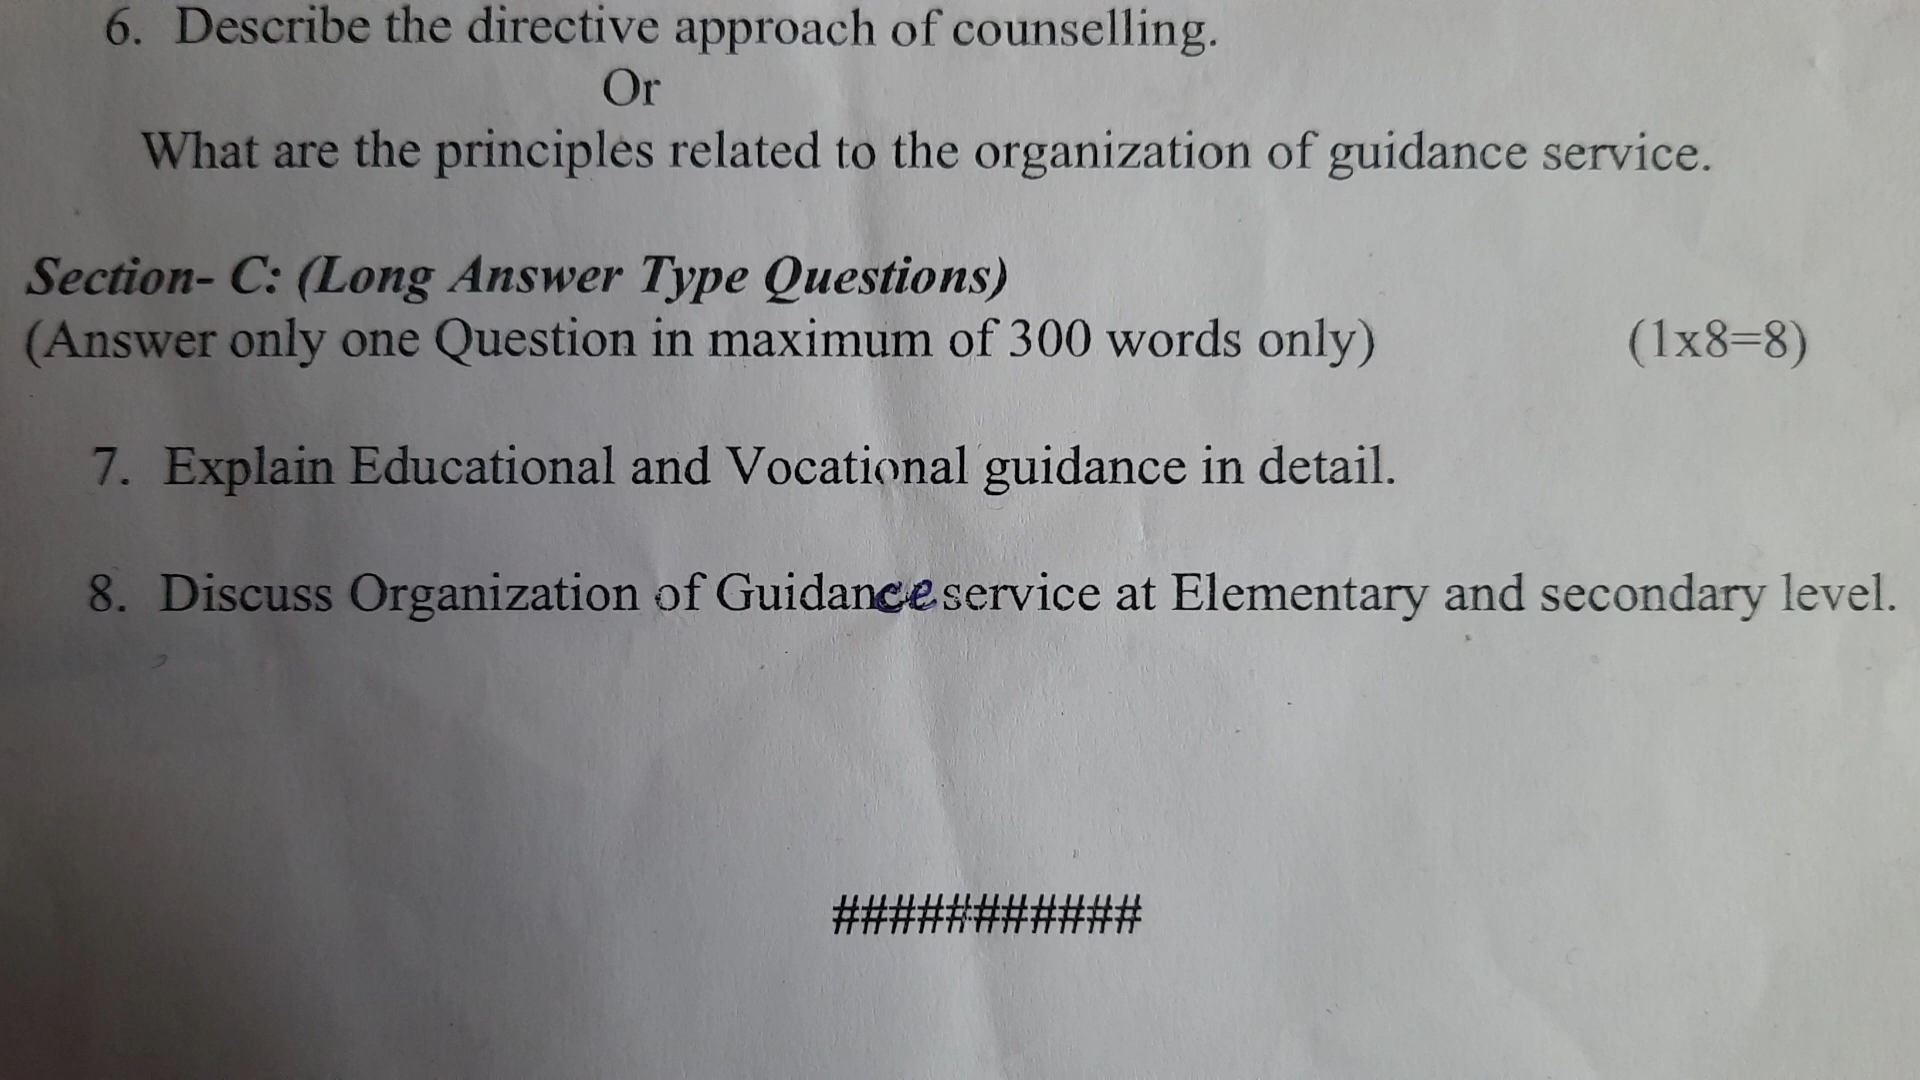 6. Describe the directive approach of counselling.
Or
What are the principles related to the organization of guidance service.
Section- C: (Long Answer Type Questions)
(Answer only one Question in maximum of 300 words only) (1x8=8)
7. Explain Educational and Vocational guidance in detail.
8. Discuss Organization of Guidance service at Elementary and secondary level.
###########